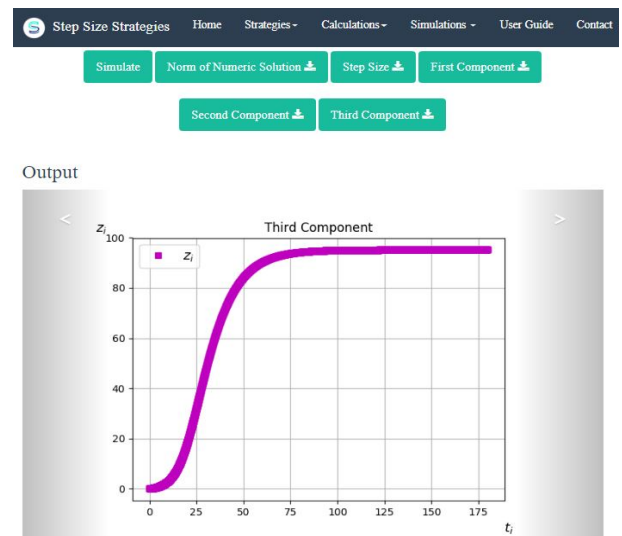 Step Size Strategies Home Strategies Calculations Simulations User Guide Contact
Simulate Norm of Numeric Solution Step Size First Component
Second Component Third Component
Output
< >
Third Component
zᵢ
100
zᵢ
80
60
40
20
0
0 25 50 75 100 125 150 175
tᵢ